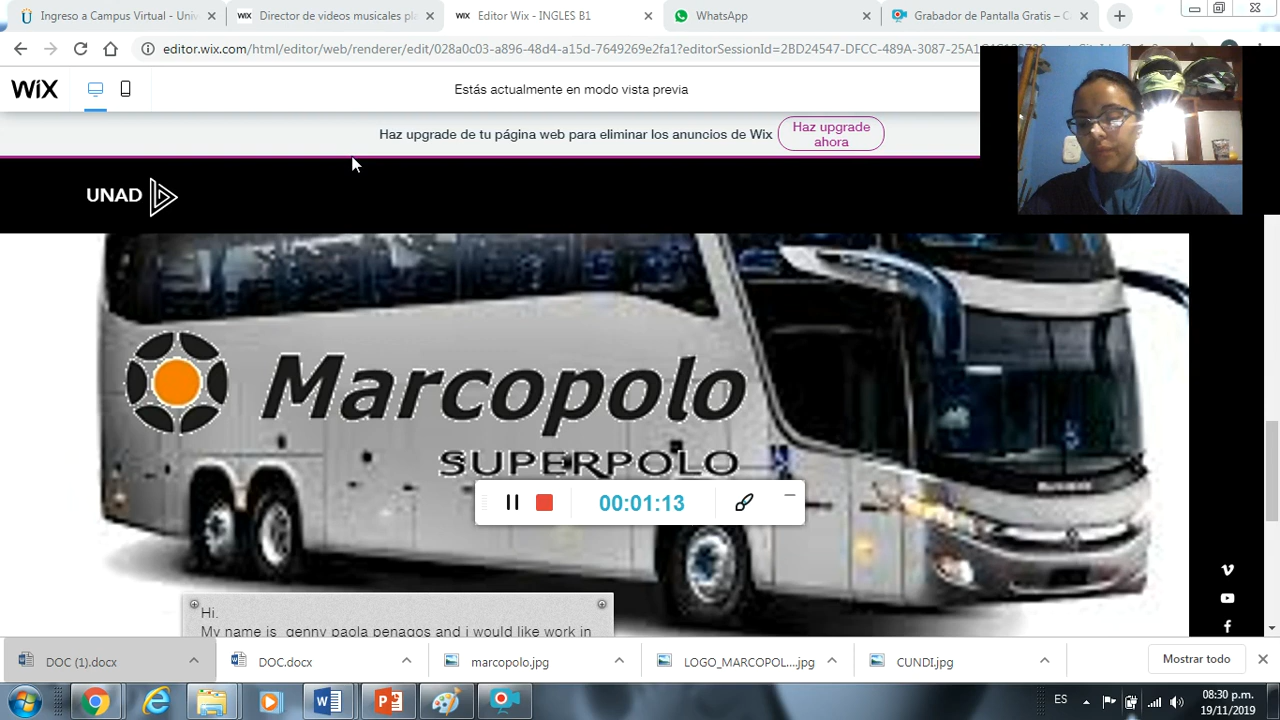 Ingreso a Campus Virtual - Univ
Director de videos musicales pl
Editor Wix - INGLES B1
WhatsApp
Grabador de Pantalla Gratis – C
editor.wix.com/html/editor/web/renderer/edit/028a0c03-a896-48d4-a15d-7649269e2fa1?editorSessionId=2BD24547-DFCC-489A-3087-25A1
WIX
Estás actualmente en modo vista previa
Haz upgrade de tu página web para eliminar los anuncios de Wix
Haz upgrade
ahora
UNAD
Marcopolo
SUPERPOLO
00:01:13
Hi.
My name is genny paola penagos and i would like work in
DOC (1).docx
DOC.docx
marcopolo.jpg
LOGO_MARCOPOL....jpg
CUNDI.jpg
Mostrar todo
ES
08:30 p.m.
19/11/2019